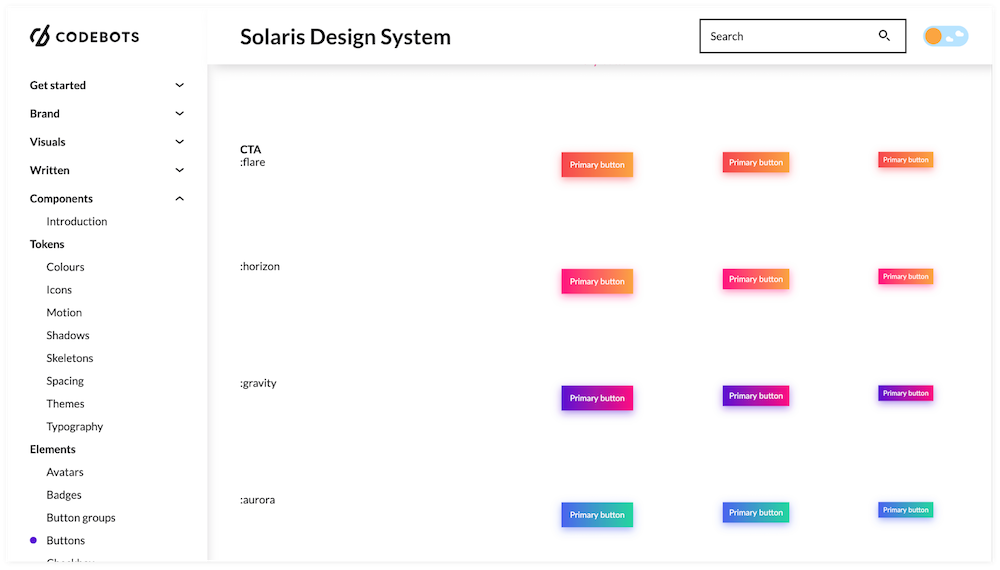 CODEBOTS
Solaris Design System
Search
Get started
Brand
Visuals
Written
Components
Introduction
Tokens
Colours
Icons
Motion
Shadows
Skeletons
Spacing
Themes
Typography
Elements
Avatars
Badges
Button groups
Buttons
CTA
:flare
Primary button Primary button Primary button
:horizon
Primary button Primary button Primary button
:gravity
Primary button Primary button Primary button
:aurora
Primary button Primary button Primary button